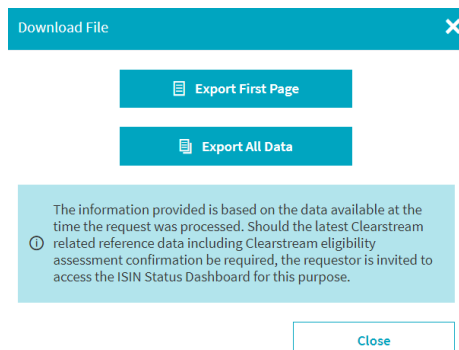 Download File
Export First Page
Export All Data
The information provided is based on the data available at the
time the request was processed. Should the latest Clearstream
related reference data including Clearstream eligibility
assessment confirmation be required, the requestor is invited to
access the ISIN Status Dashboard for this purpose.
Close